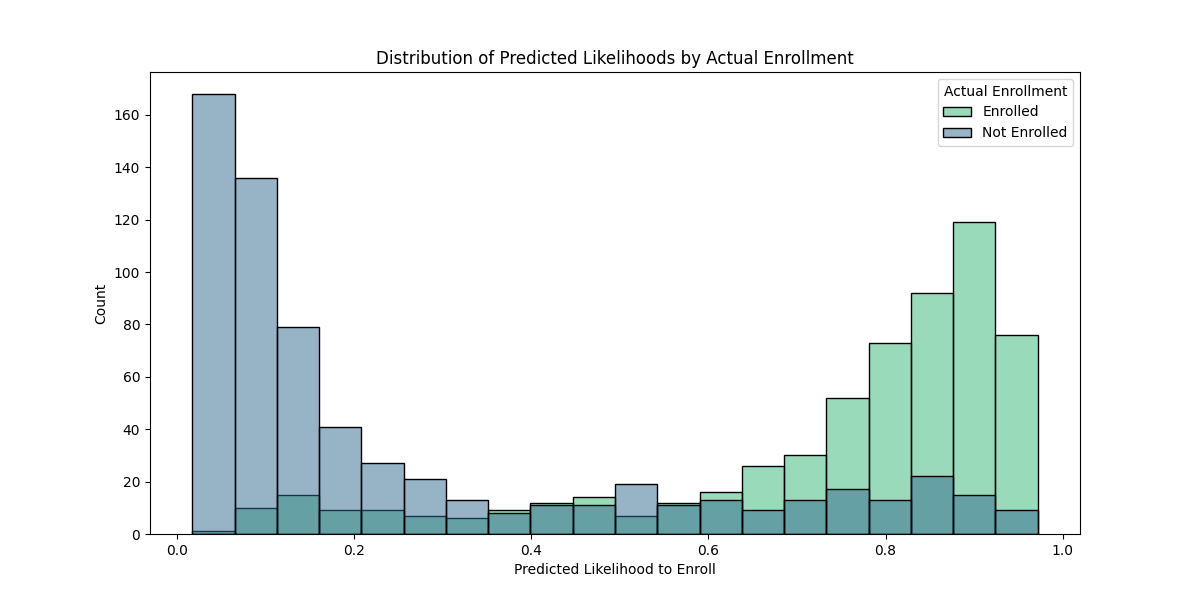 Distribution of Predicted Likelihoods by Actual Enrollment
Actual Enrollment
Enrolled
Not Enrolled
Count
160
140
120
100
80
60
40
20
0
0.0 0.2 0.4 0.6 0.8 1.0
Predicted Likelihood to Enroll